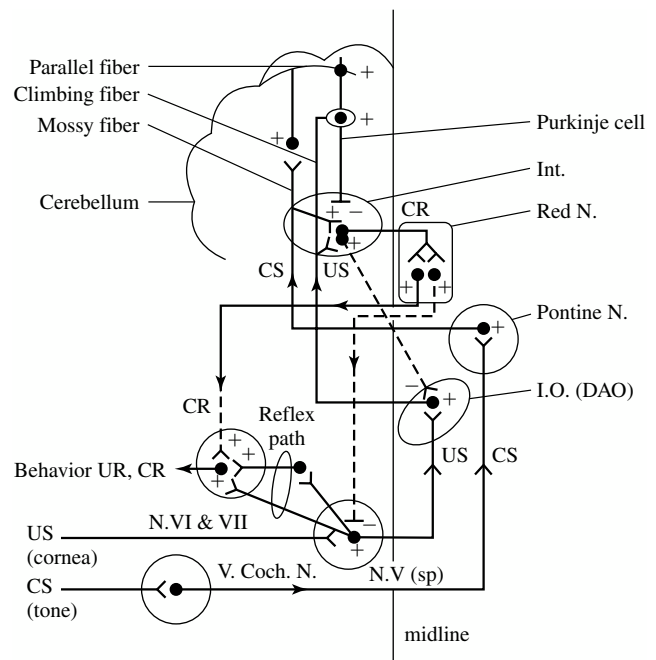 Parallel fiber
+
Climbing fiber
+
Mossy fiber
+
Purkinje cell
Int.
Cerebellum
CR
Red N.
+ −
+
CS
US
+ +
Pontine N.
+
−
+
I.O. (DAO)
CR
Reflex
path
US
CS
+
+
Behavior UR, CR
+
N.VI & VII
−
US
(cornea)
+
V. Coch. N.
N.V (sp)
CS
(tone)
midline